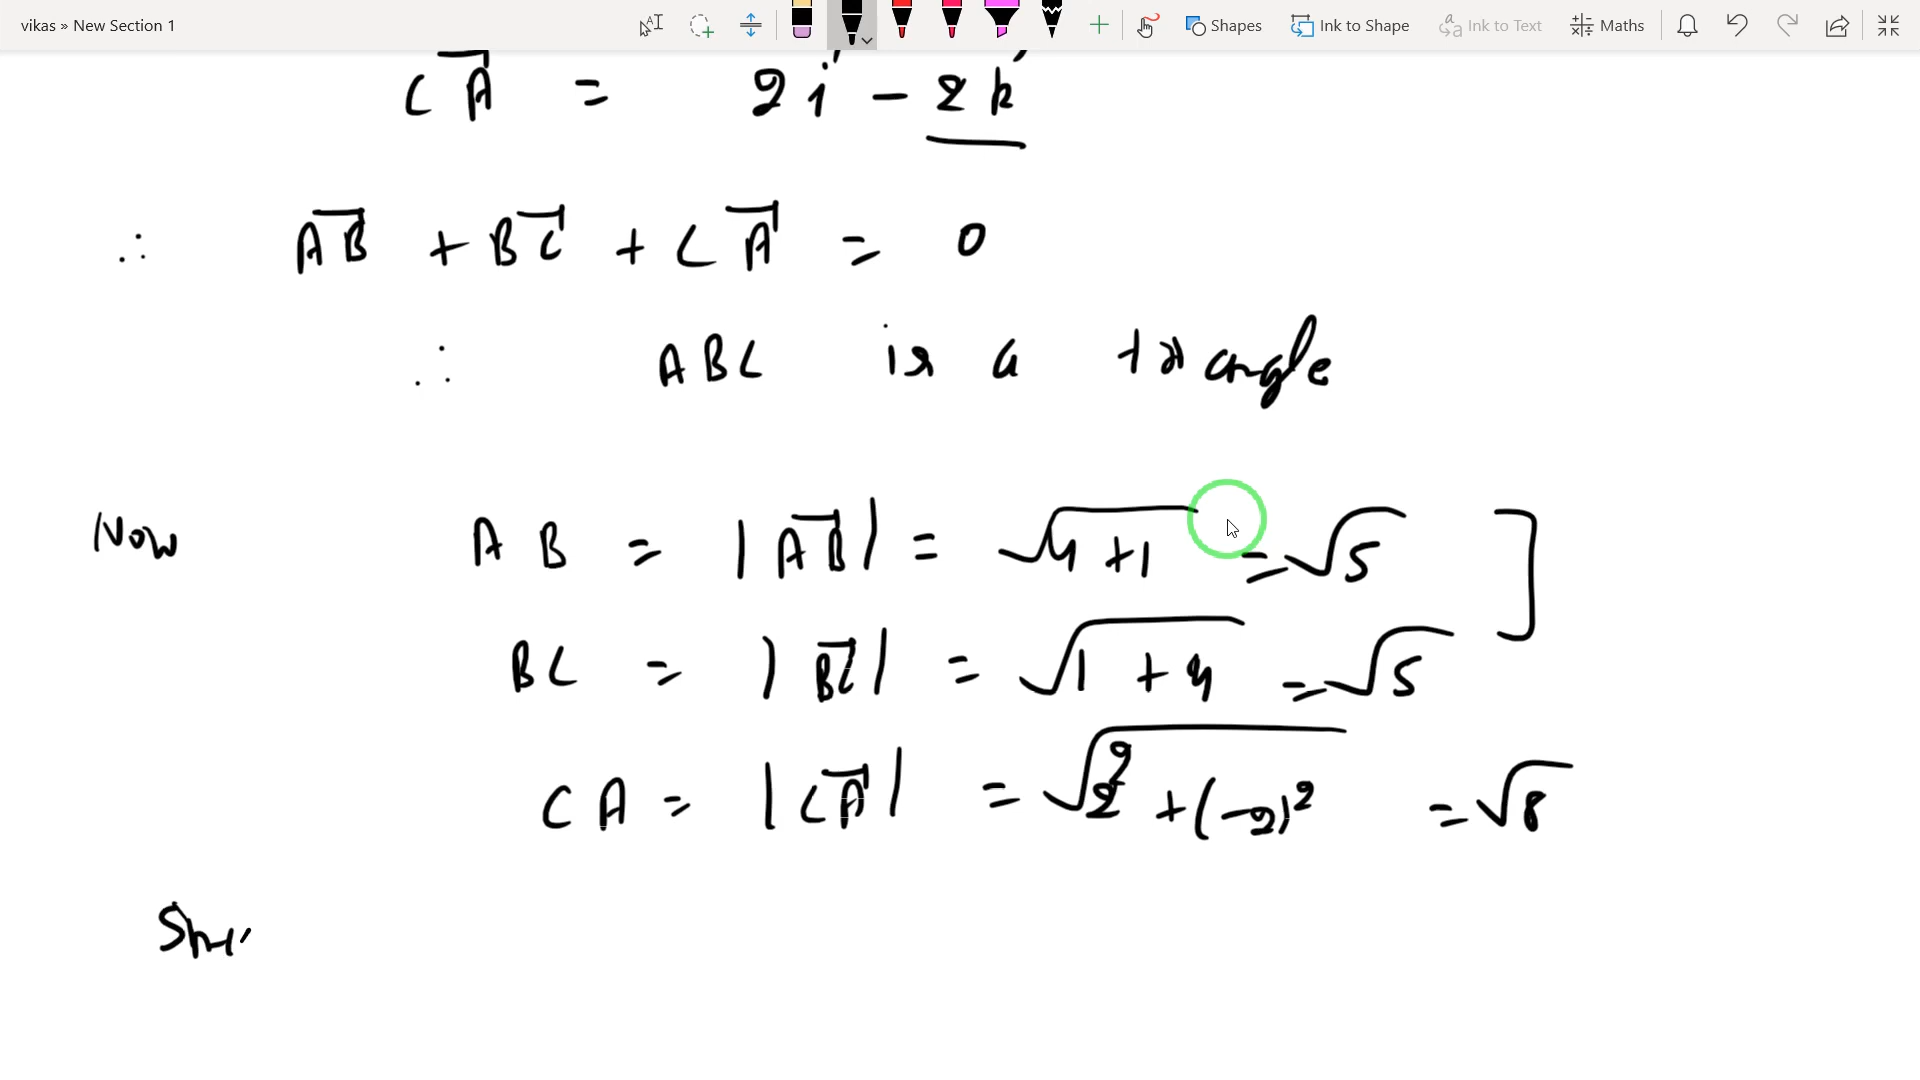 vikas » New Section 1 Shapes Ink to Shape Ink to Text Maths
CA = 2i - 2k
∴ AB + BC + CA = 0
∴ ABC is a triangle
Now AB = |AB| = √4+1 = √5
BC = |BC| = √1+4 = √5
CA = |CA| = √2² + (-2)² = √8